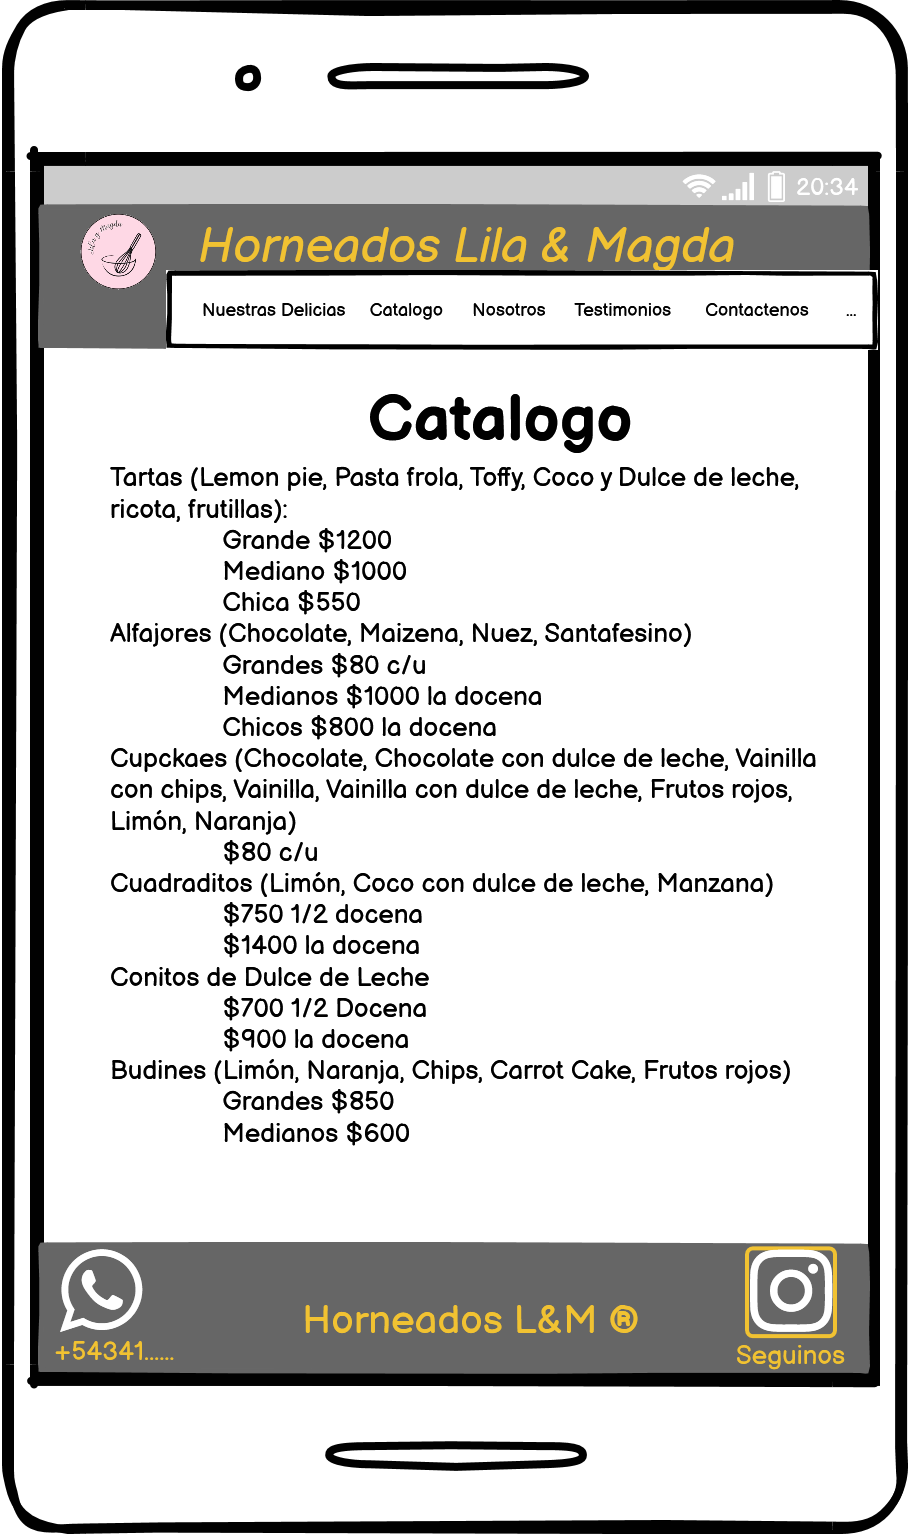 20:34
Lila y Magda
Horneados Lila & Magda
Nuestras Delicias Catalogo Nosotros Testimonios Contactenos ...
Catalogo
Tartas (Lemon pie, Pasta frola, Toffy, Coco y Dulce de leche,
ricota, frutillas):
Grande $1200
Mediano $1000
Chica $550
Alfajores (Chocolate, Maizena, Nuez, Santafesino)
Grandes $80 c/u
Medianos $1000 la docena
Chicos $800 la docena
Cupckaes (Chocolate, Chocolate con dulce de leche, Vainilla
con chips, Vainilla, Vainilla con dulce de leche, Frutos rojos,
Limón, Naranja)
$80 c/u
Cuadraditos (Limón, Coco con dulce de leche, Manzana)
$750 1/2 docena
$1400 la docena
Conitos de Dulce de Leche
$700 1/2 Docena
$900 la docena
Budines (Limón, Naranja, Chips, Carrot Cake, Frutos rojos)
Grandes $850
Medianos $600
Horneados L&M ®
+54341......
Seguinos